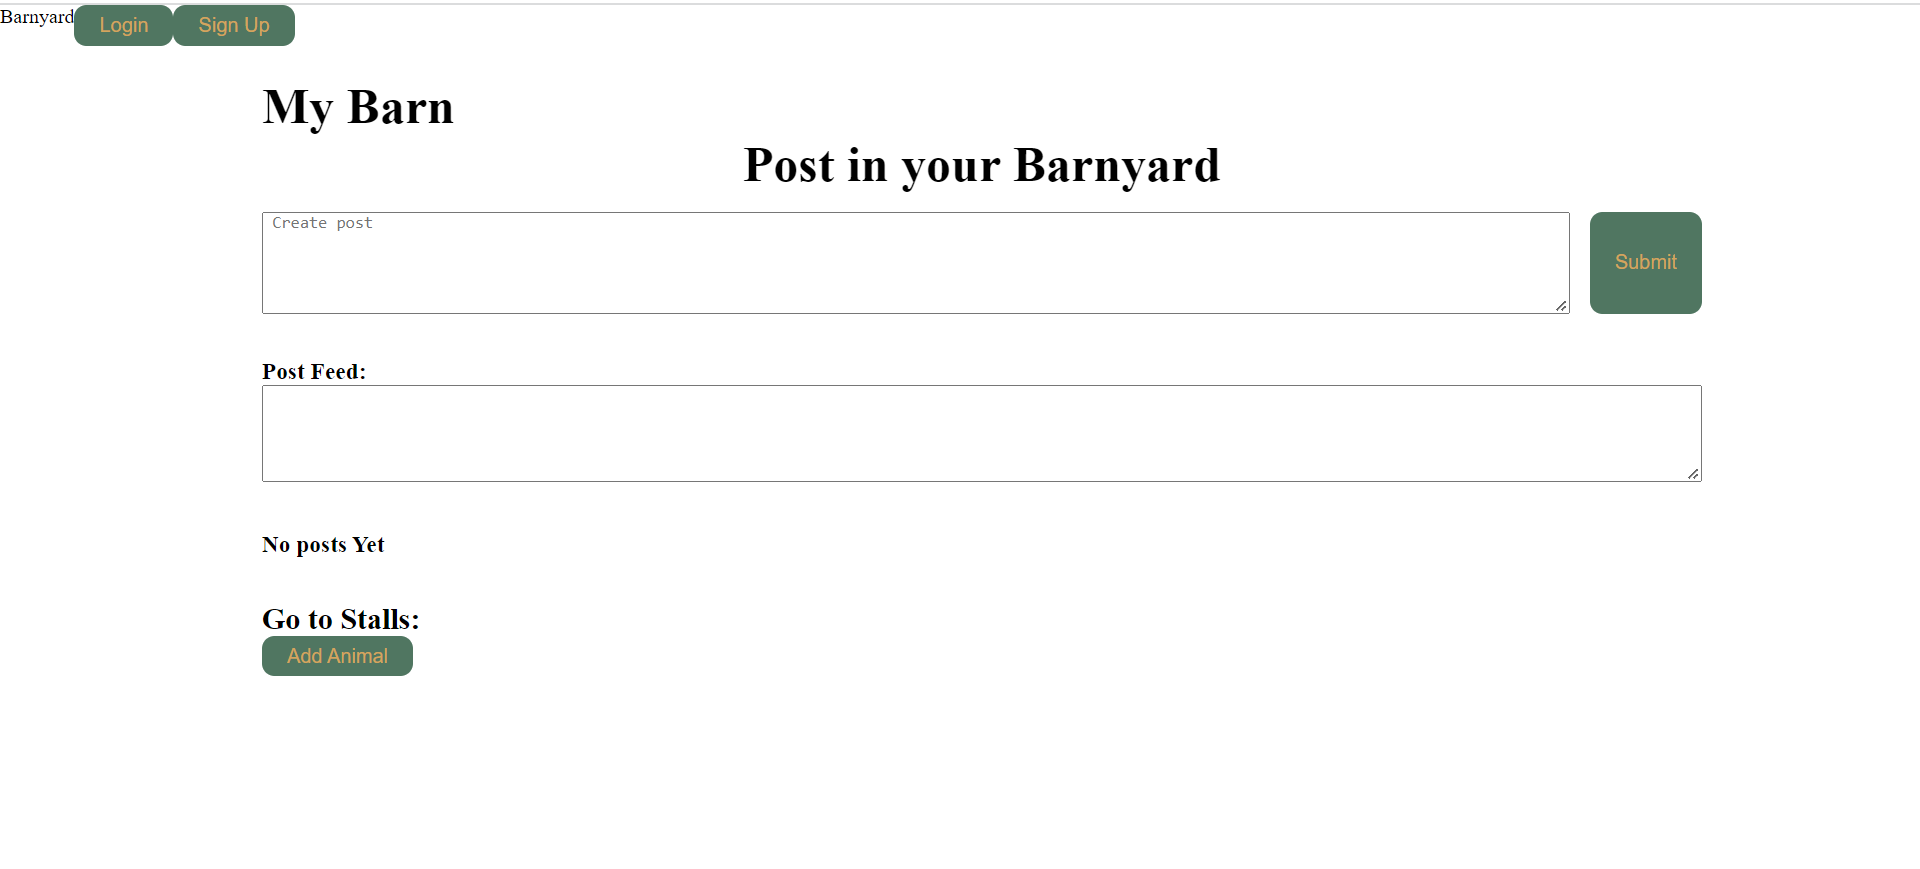 Barnyard Login Sign Up
My Barn
Post in your Barnyard
Create post
Submit
Post Feed:
No posts Yet
Go to Stalls:
Add Animal